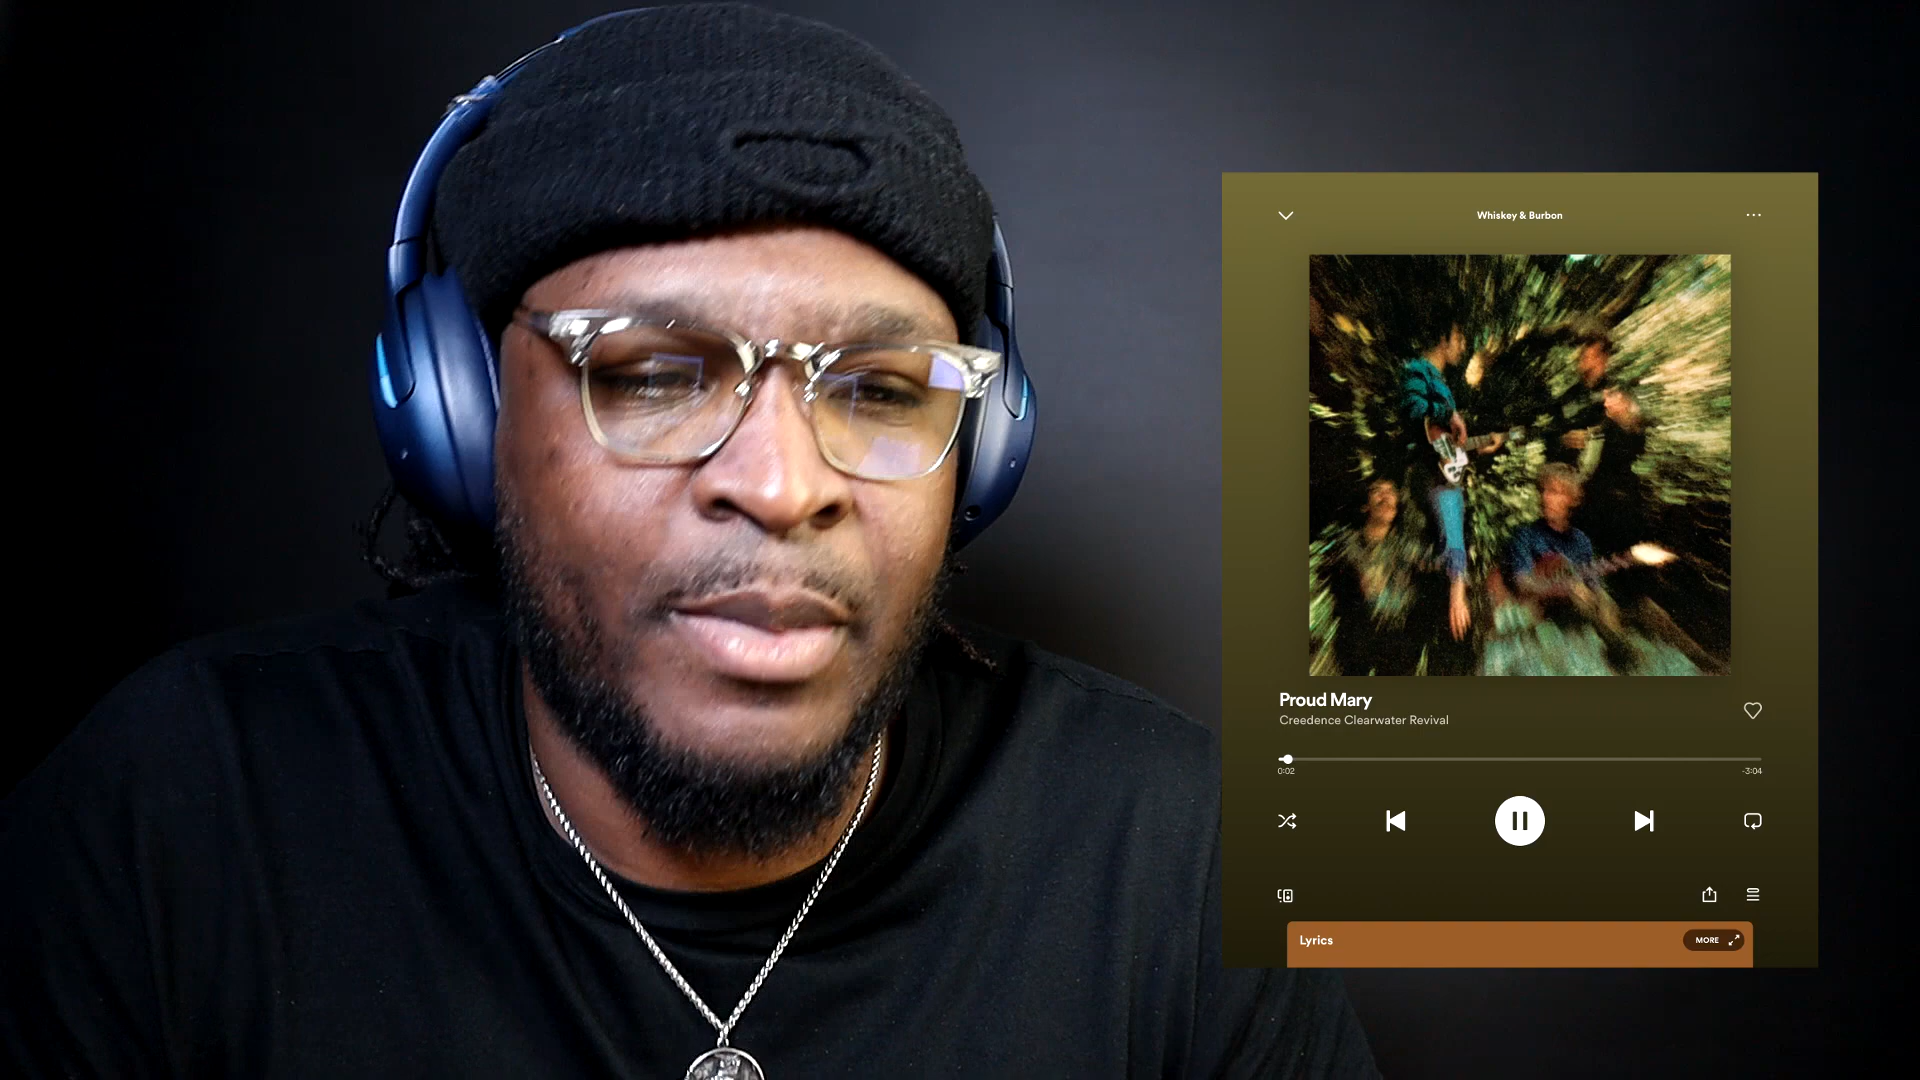 Whiskey & Burbon
Proud Mary
Creedence Clearwater Revival
0:02
-3:04
Lyrics
MORE